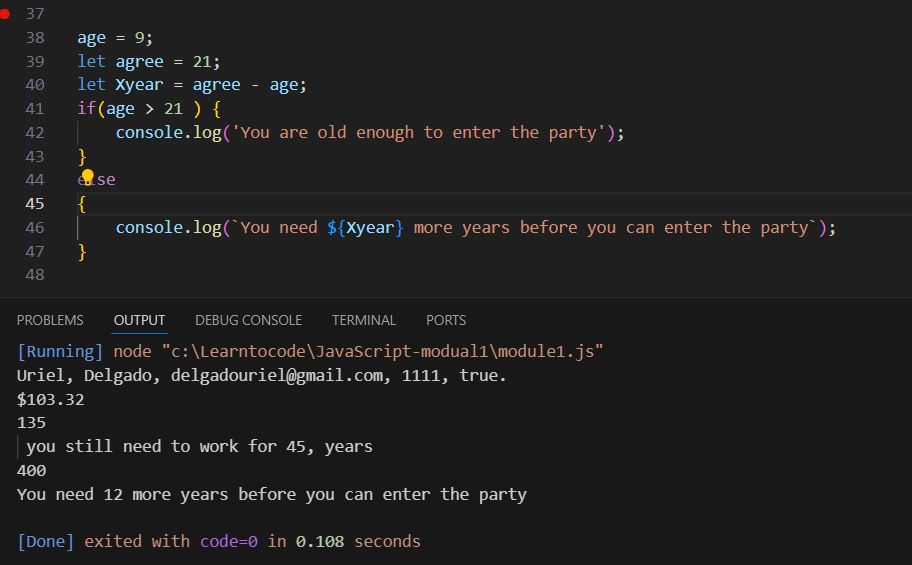 37
38 age = 9;
39 let agree = 21;
40 let Xyear = agree - age;
41 if(age > 21 ) {
42     console.log('You are old enough to enter the party');
43 }
44 else
45 {
46     console.log(`You need ${Xyear} more years before you can enter the party`);
47 }
48
PROBLEMS OUTPUT DEBUG CONSOLE TERMINAL PORTS
[Running] node "c:\Learntocode\JavaScript-modual1\module1.js"
Uriel, Delgado, delgadouriel@gmail.com, 1111, true.
$103.32
135
 you still need to work for 45, years
400
You need 12 more years before you can enter the party
[Done] exited with code=0 in 0.108 seconds